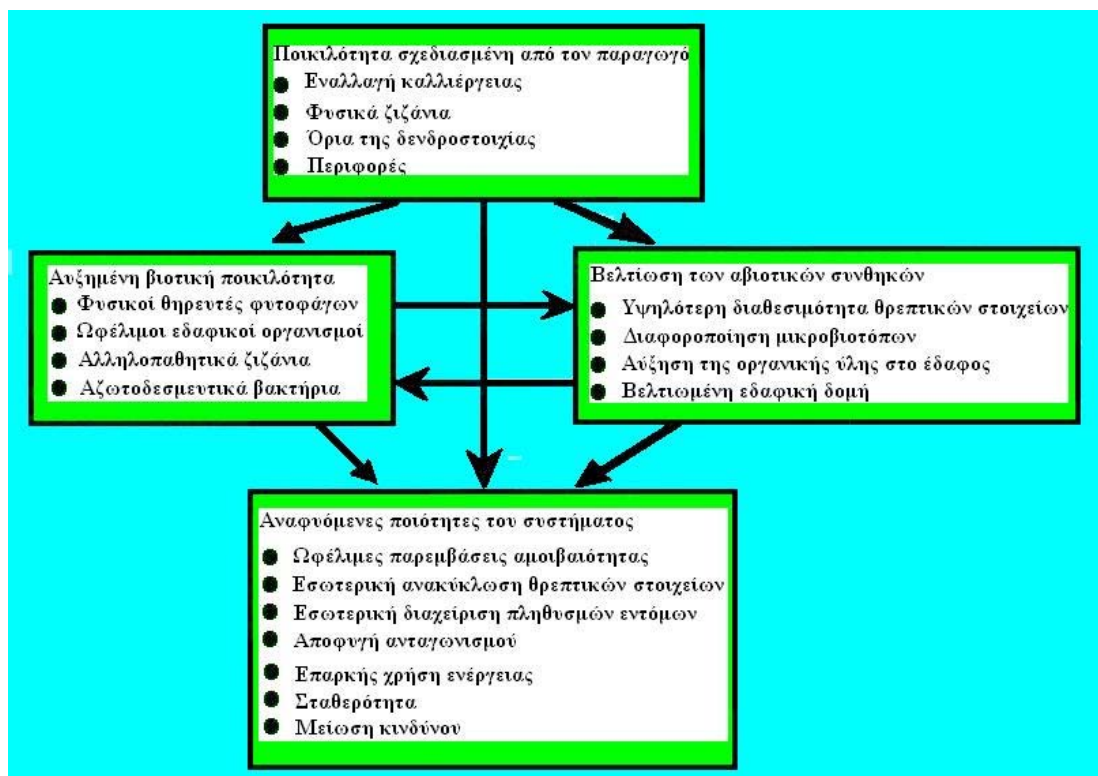 Ποικιλότητα σχεδιασμένη από τον παραγωγό
Εναλλαγή καλλιέργειας
Φυσικά ζιζάνια
Όρια της δενδροστοιχίας
Περιφορές
Αυξημένη βιοτική ποικιλότητα
Φυσικοί θηρευτές φυτοφάγων
Ωφέλιμοι εδαφικοί οργανισμοί
Αλληλοπαθητικά ζιζάνια
Αζωτοδεσμευτικά βακτήρια
Βελτίωση των αβιοτικών συνθηκών
Υψηλότερη διαθεσιμότητα θρεπτικών στοιχείων
Διαφοροποίηση μικροβιοτόπων
Αύξηση της οργανικής ύλης στο έδαφος
Βελτιωμένη εδαφική δομή
Αναφυόμενες ποιότητες του συστήματος
Ωφέλιμες παρεμβάσεις αμοιβαιότητας
Εσωτερική ανακύκλωση θρεπτικών στοιχείων
Εσωτερική διαχείριση πληθυσμών εντόμων
Αποφυγή ανταγωνισμού
Επαρκής χρήση ενέργειας
Σταθερότητα
Μείωση κινδύνου